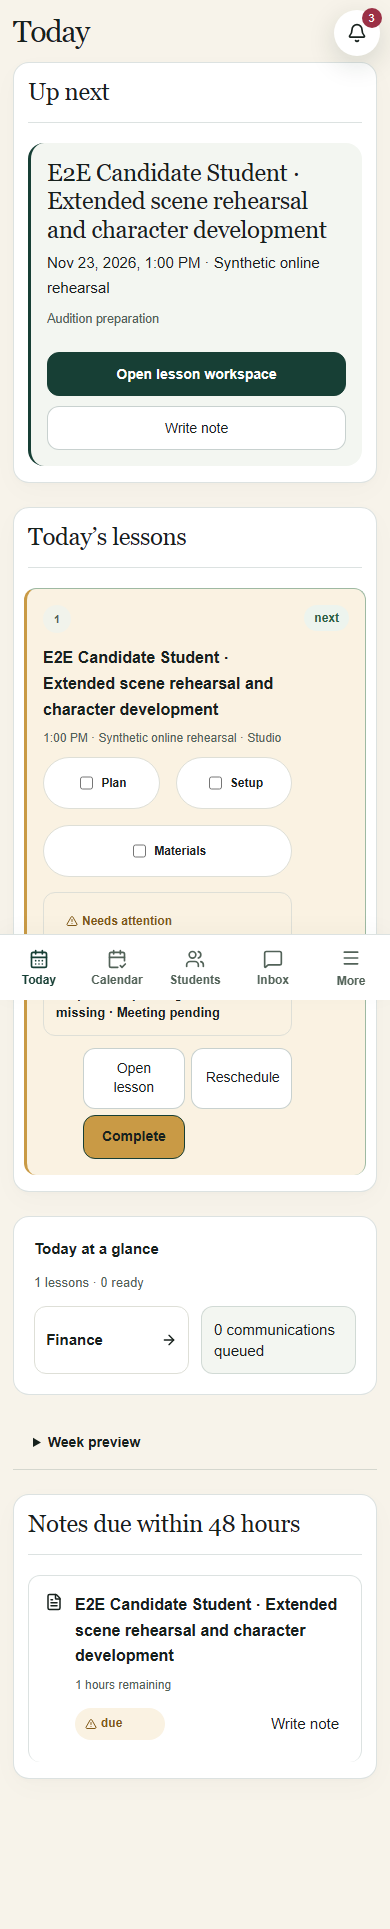 Today
3
Up next
E2E Candidate Student ·
Extended scene rehearsal
and character development
Nov 23, 2026, 1:00 PM · Synthetic online
rehearsal
Audition preparation
Open lesson workspace
Write note
Today’s lessons
1
next
E2E Candidate Student ·
Extended scene rehearsal and
character development
1:00 PM · Synthetic online rehearsal · Studio
Plan
Setup
Materials
Needs attention
Today
Calendar
Students
Inbox
More
missing · Meeting pending
Open
lesson
Reschedule
Complete
Today at a glance
1 lessons · 0 ready
Finance
0 communications
queued
Week preview
Notes due within 48 hours
E2E Candidate Student · Extended
scene rehearsal and character
development
1 hours remaining
due
Write note